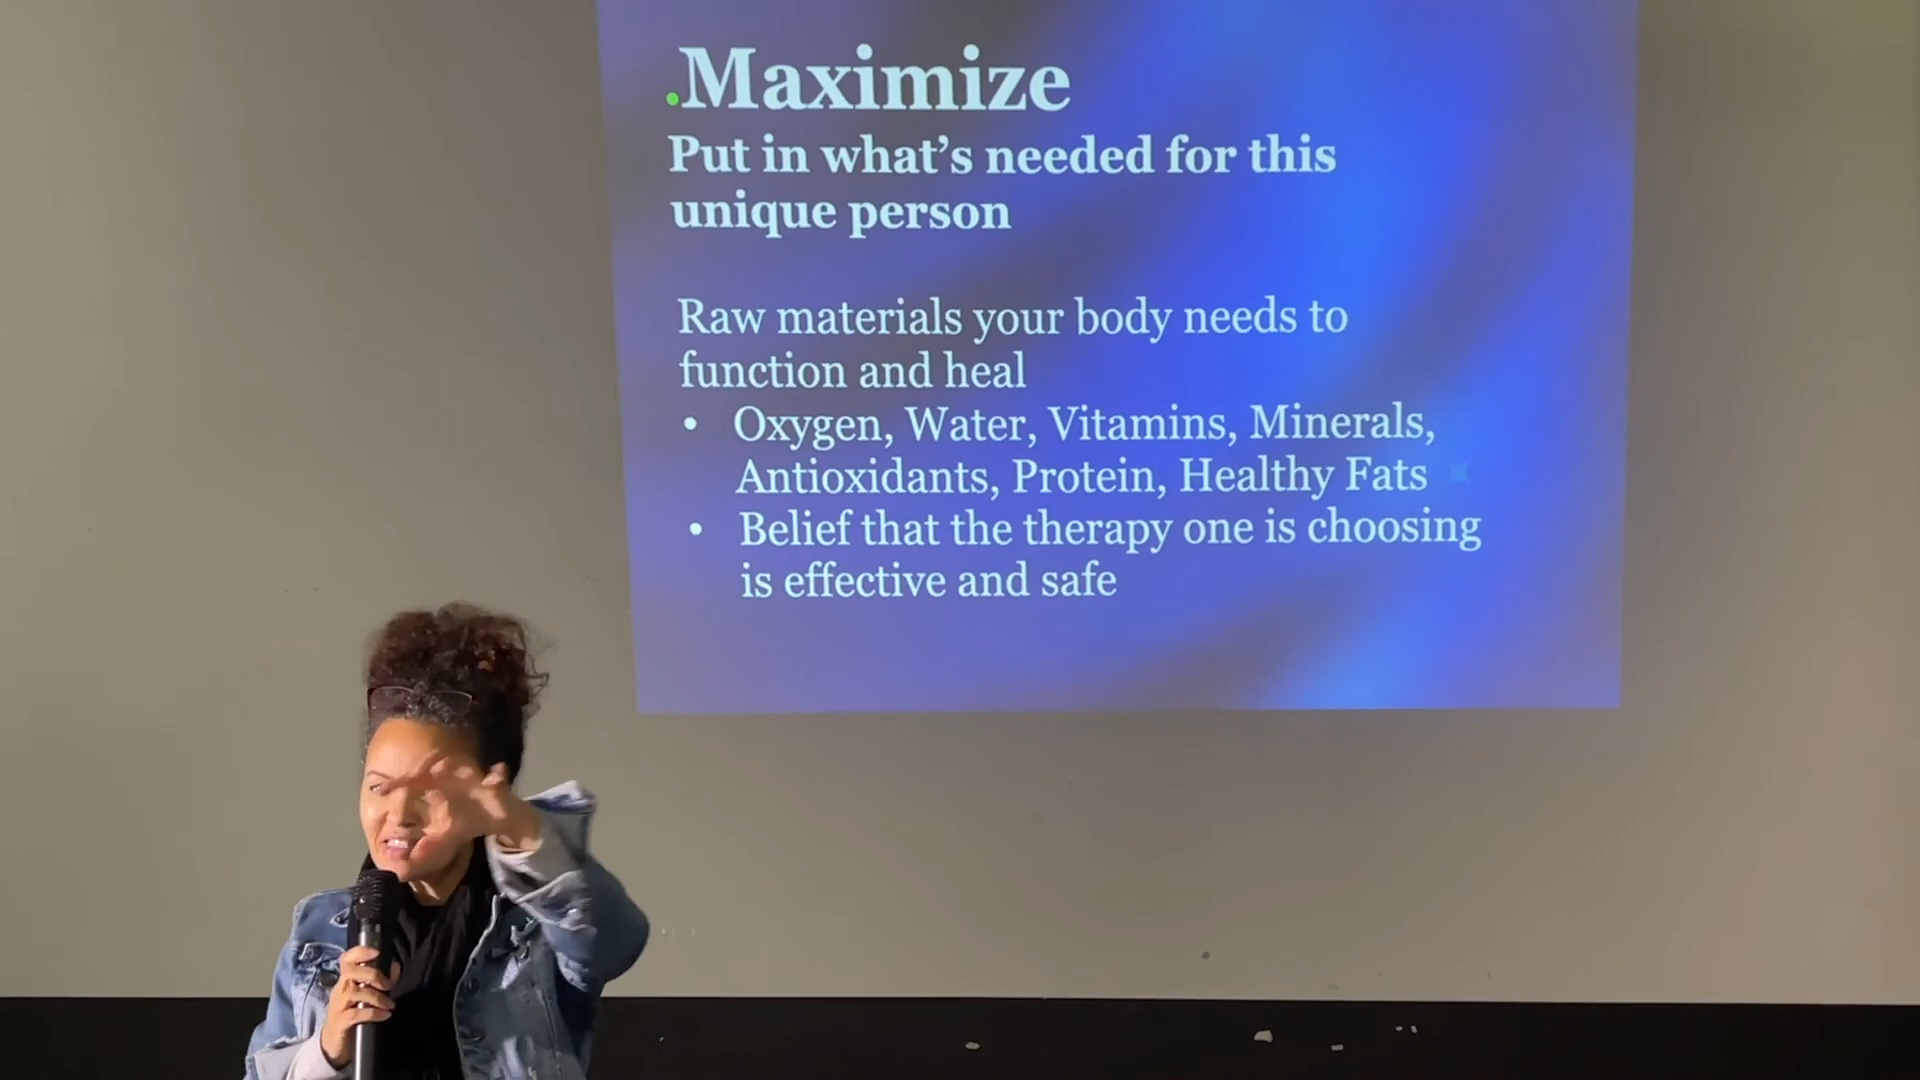 .Maximize
Put in what’s needed for this
unique person
Raw materials your body needs to
function and heal
• Oxygen, Water, Vitamins, Minerals,
Antioxidants, Protein, Healthy Fats
• Belief that the therapy one is choosing
is effective and safe